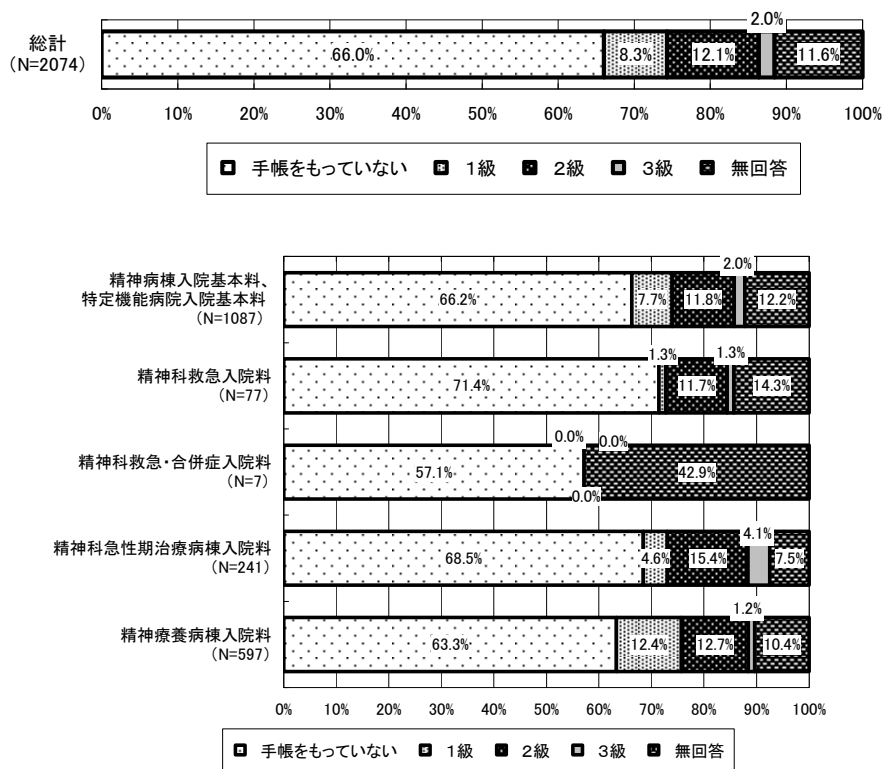 2.0%
総計
(N=2074)
66.0% 8.3% 12.1% 11.6%
0% 10% 20% 30% 40% 50% 60% 70% 80% 90% 100%
手帳をもっていない 1級 2級 3級 無回答
精神病棟入院基本料、
特定機能病院入院基本料
(N=1087)
2.0%
66.2% 7.7% 11.8% 12.2%
精神科救急入院料
(N=77)
1.3% 1.3%
71.4% 11.7% 14.3%
精神科救急・合併症入院料
(N=7)
0.0% 0.0%
57.1% 42.9%
0.0%
精神科急性期治療病棟入院料
(N=241)
4.1%
68.5% 4.6% 15.4% 7.5%
精神療養病棟入院料
(N=597)
1.2%
63.3% 12.4% 12.7% 10.4%
0% 10% 20% 30% 40% 50% 60% 70% 80% 90% 100%
手帳をもっていない 1級 2級 3級 無回答